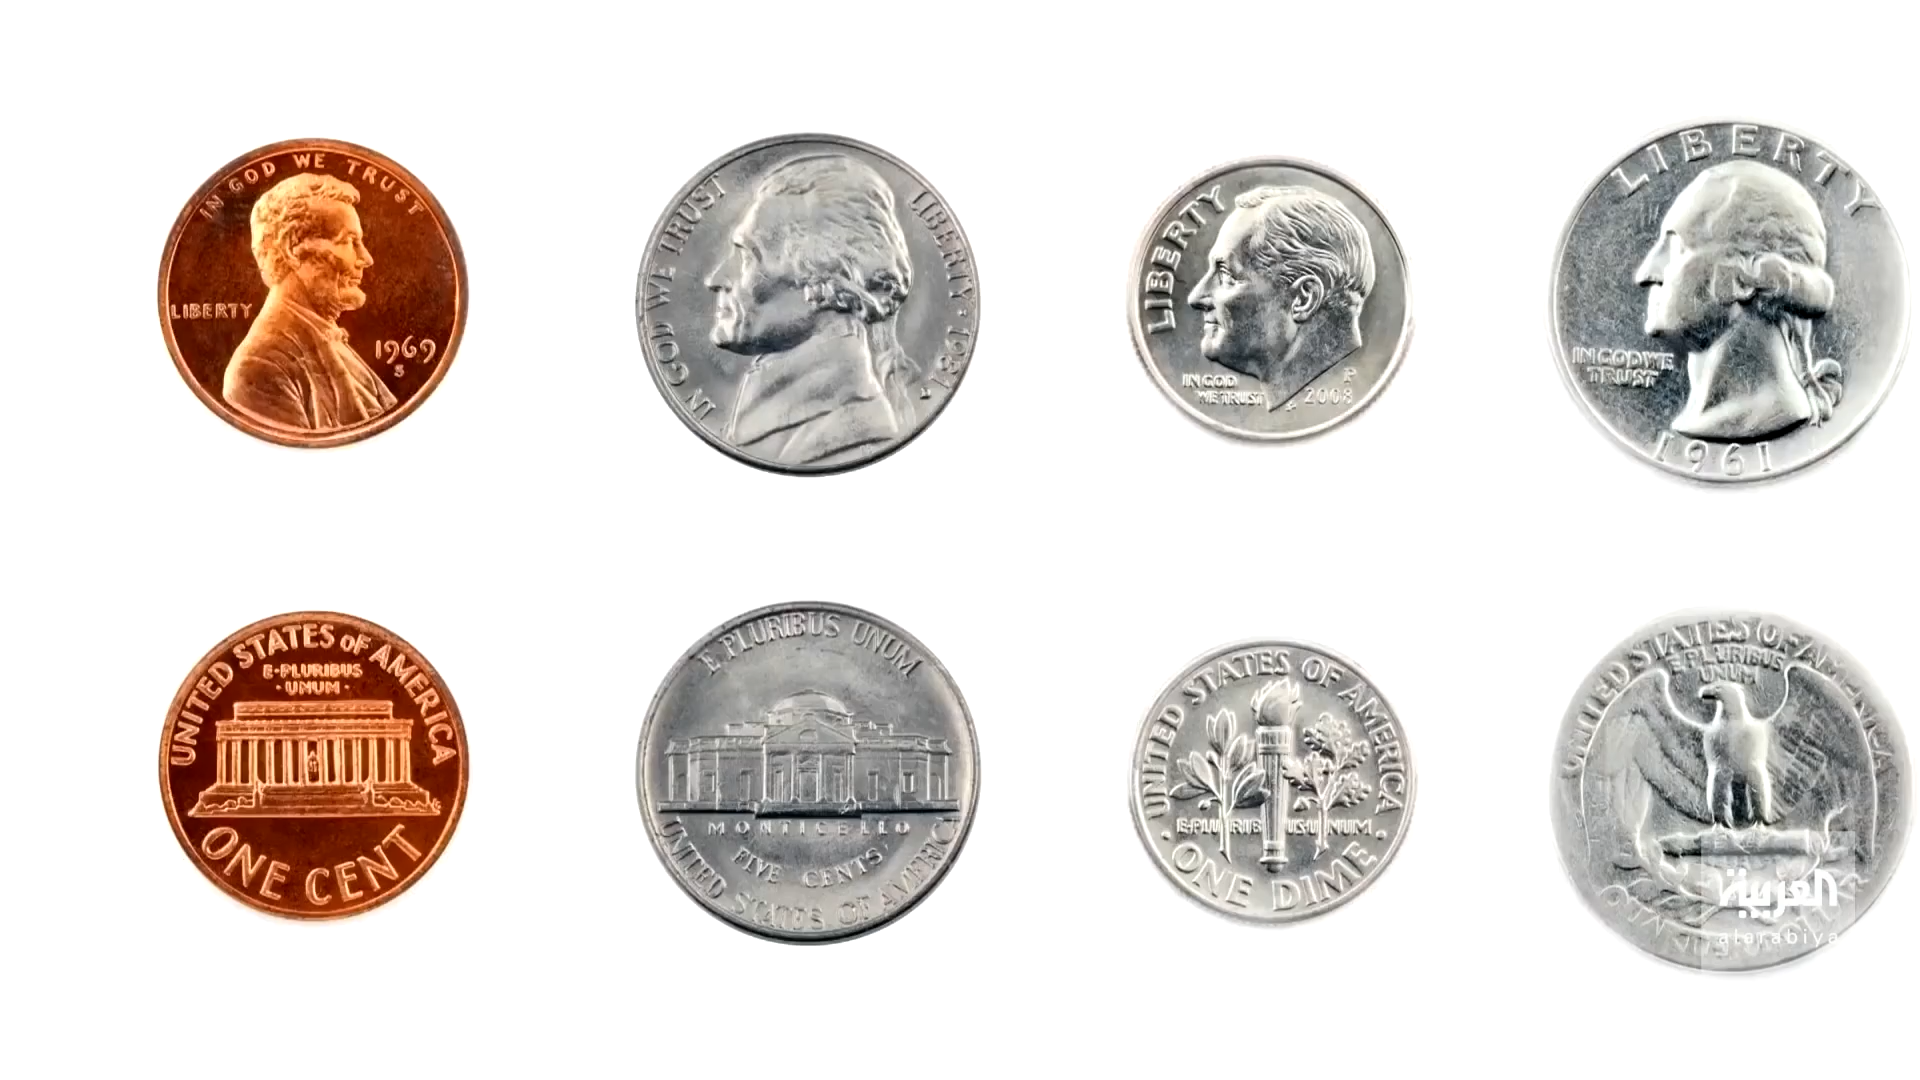 IN GOD WE TRUST
LIBERTY
1969
S
IN GOD WE TRUST
LIBERTY · 1981
D
LIBERTY
IN GOD
WE TRUST
P
2008
LIBERTY
IN GOD WE
TRUST
1961
UNITED STATES OF AMERICA
E·PLURIBUS
·UNUM·
ONE CENT
E PLURIBUS UNUM
MONTICELLO
FIVE CENTS
UNITED STATES OF AMERICA
UNITED STATES OF AMERICA
E·PLURIBUS·UNUM
· ONE DIME ·
UNITED STATES OF AMERICA
E PLURIBUS
UNUM
العربية
alarabiya